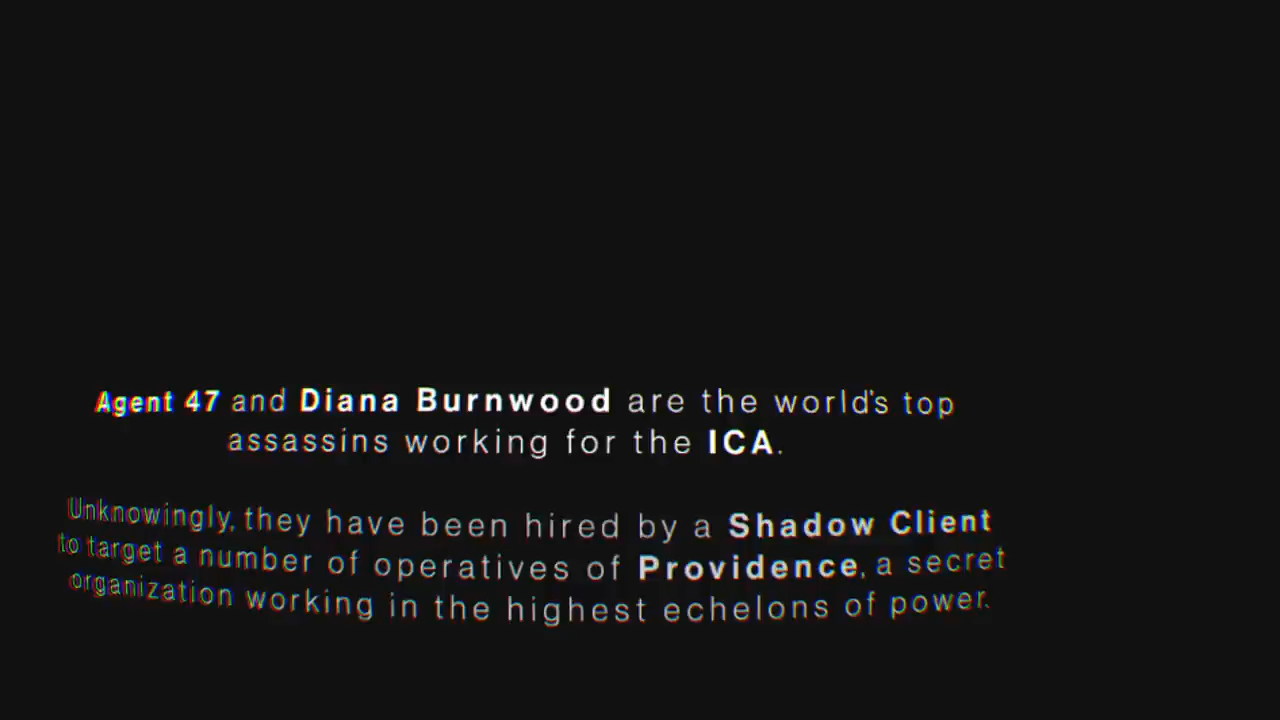 Agent 47 and Diana Burnwood are the world's top
assassins working for the ICA.
Unknowingly, they have been hired by a Shadow Client
to target a number of operatives of Providence, a secret
organization working in the highest echelons of power.